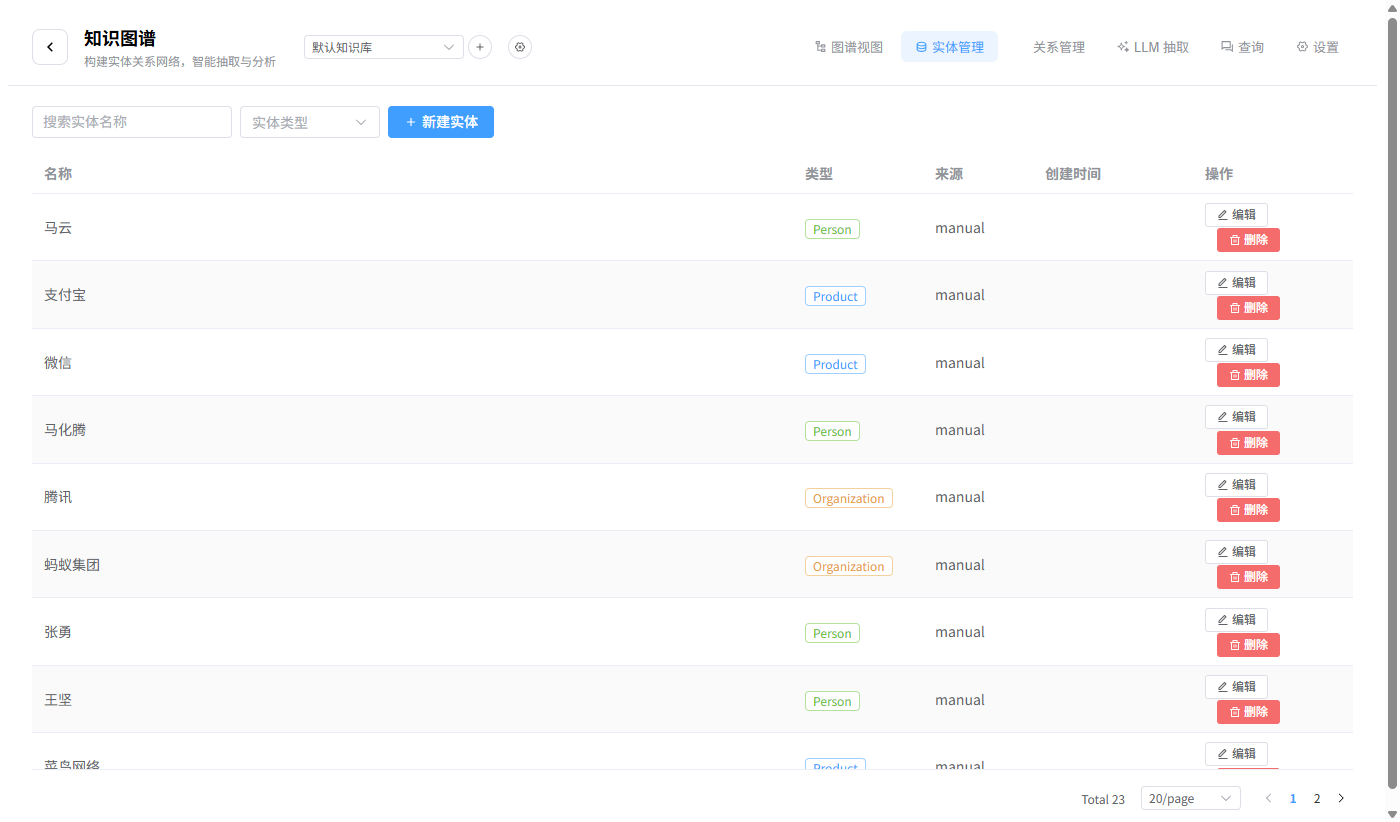 知识图谱
构建实体关系网络，智能抽取与分析
默认知识库
图谱视图 实体管理 关系管理 LLM 抽取 查询 设置
搜索实体名称 实体类型 + 新建实体
名称 类型 来源 创建时间 操作
马云 Person manual 编辑
删除
支付宝 Product manual 编辑
删除
微信 Product manual 编辑
删除
马化腾 Person manual 编辑
删除
腾讯 Organization manual 编辑
删除
蚂蚁集团 Organization manual 编辑
删除
张勇 Person manual 编辑
删除
王坚 Person manual 编辑
删除
菜鸟网络 Product manual 编辑
Total 23 20/page 1 2